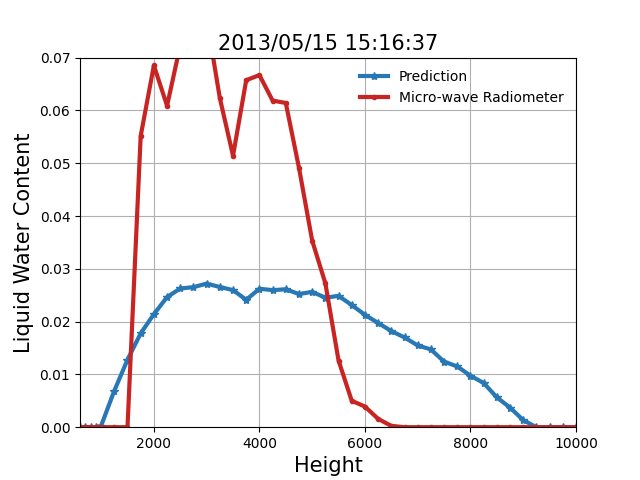 2013/05/15 15:16:37
0.07
0.06
0.05
0.04
0.03
0.02
0.01
0.00
Liquid Water Content
Prediction
Micro-wave Radiometer
2000 4000 6000 8000 10000
Height